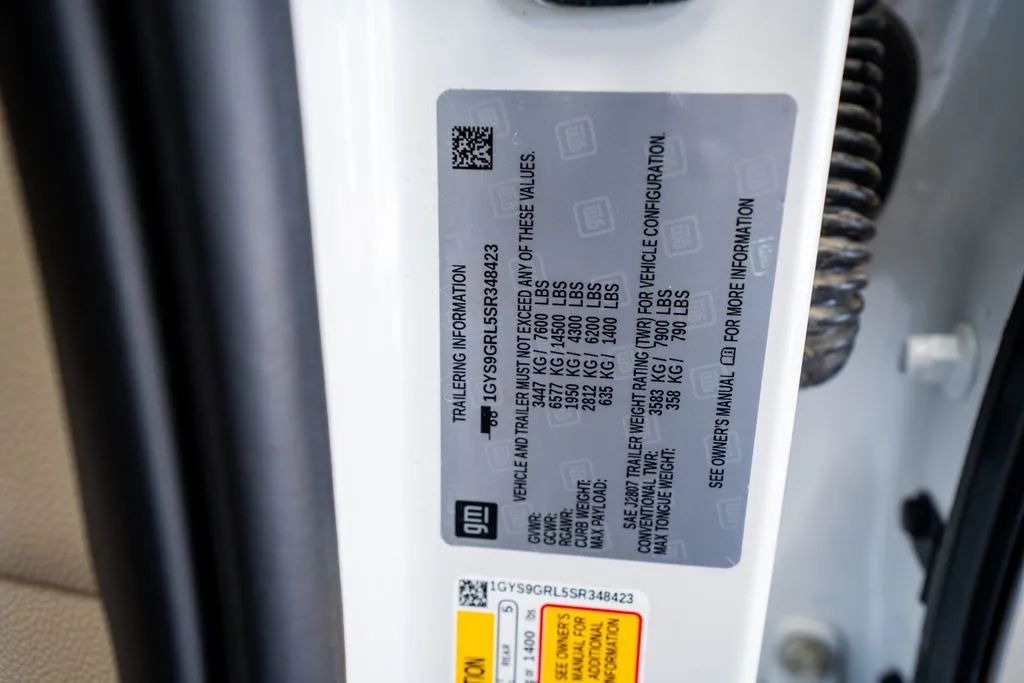 TRAILERING INFORMATION
1GYS9GRL5SR348423
gm
VEHICLE AND TRAILER MUST NOT EXCEED ANY OF THESE VALUES.
GVWR: 3447 KG / 7600 LBS
GCWR: 6577 KG / 14500 LBS
RGAWR: 1950 KG / 4300 LBS
CURB WEIGHT: 2812 KG / 6200 LBS
MAX PAYLOAD: 635 KG / 1400 LBS
SAE J2807 TRAILER WEIGHT RATING (TWR) FOR VEHICLE CONFIGURATION.
CONVENTIONAL TWR: 3583 KG / 7900 LBS
MAX TONGUE WEIGHT: 358 KG / 790 LBS
SEE OWNER'S MANUAL FOR MORE INFORMATION
1GYS9GRL5SR348423
REAR 5
1400 lbs
SEE OWNER'S
MANUAL FOR
ADDITIONAL
INFORMATION